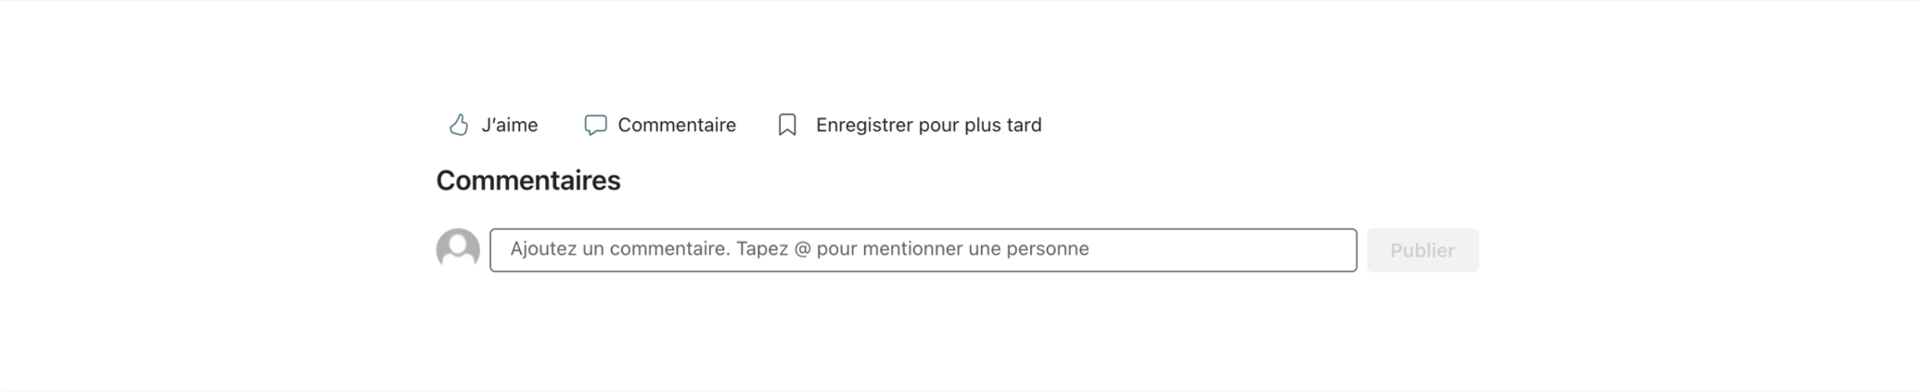 J’aime Commentaire Enregistrer pour plus tard
Commentaires
Ajoutez un commentaire. Tapez @ pour mentionner une personne Publier